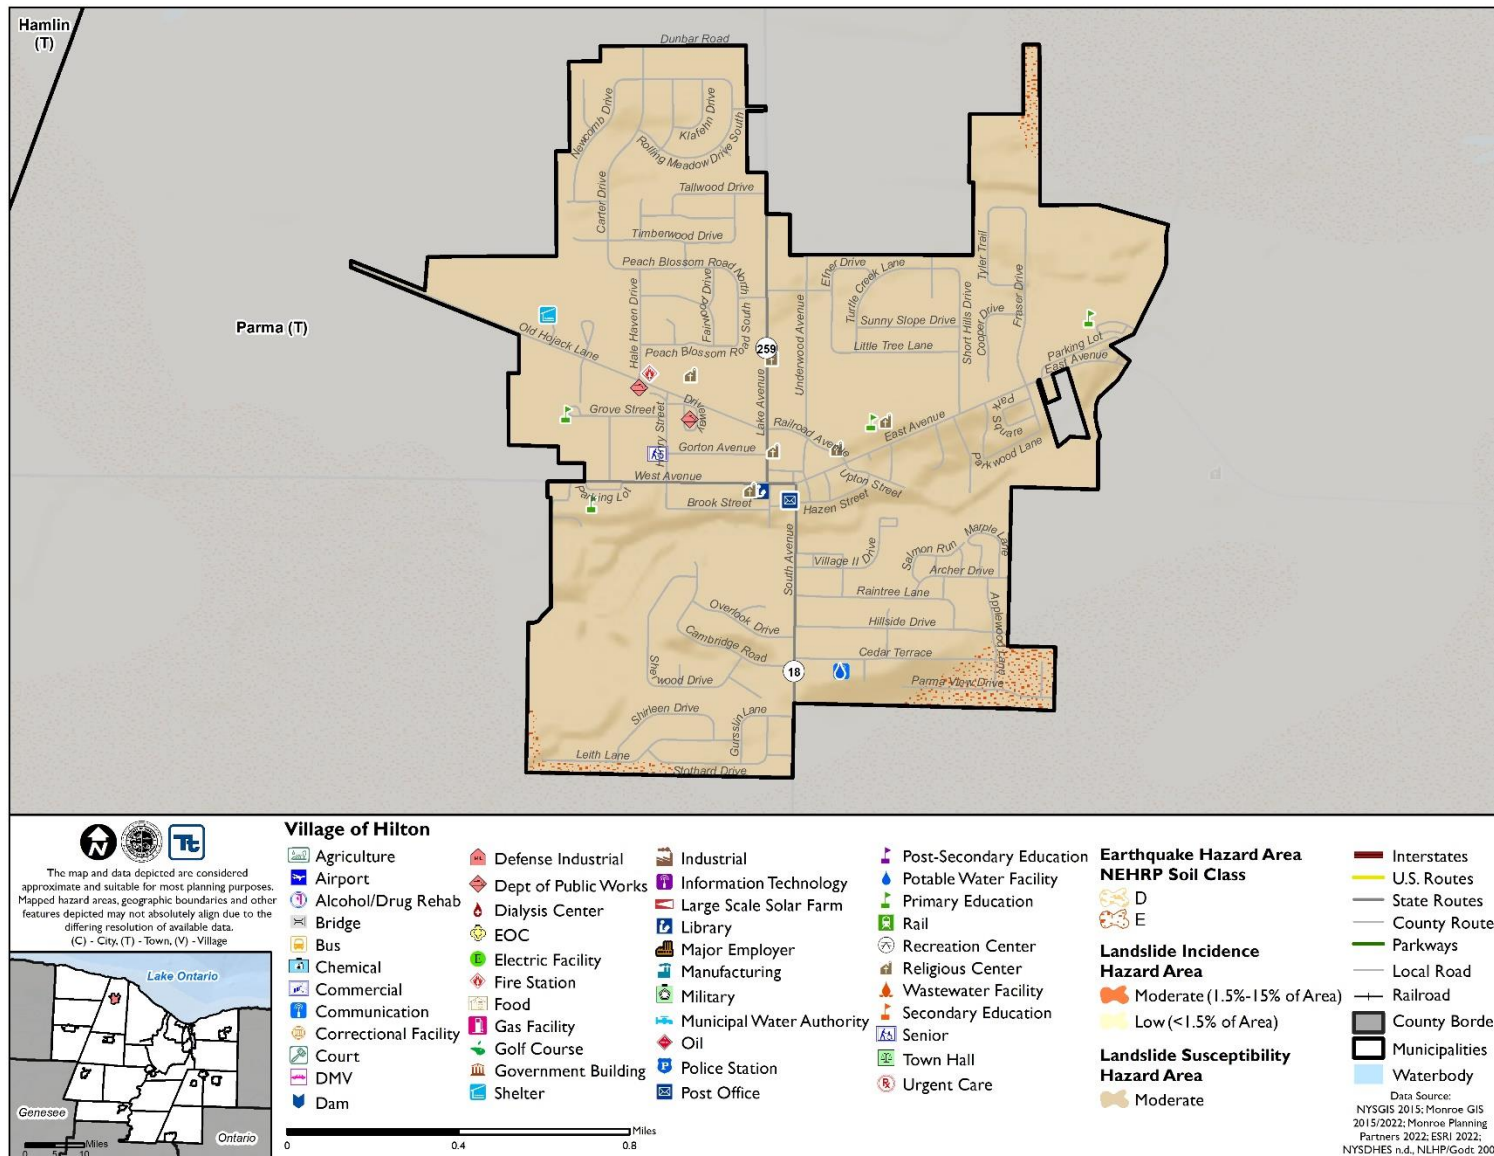 Hamlin
(T)
Dunbar Road
Newcomb Drive
Klafehn Drive
Rolling Meadow Drive South
Carter Drive
Tallwood Drive
Timberwood Drive
Peach Blossom Road North
Hale Haven Drive
Fairwood Drive
Road South
Peach Blossom Road
Efner Drive
Turtle Creek Lane
Underwood Avenue
Sunny Slope Drive
Little Tree Lane
Short Hills Drive
Cooper Drive
Tyler Trail
Fraser Drive
Parking Lot
East Avenue
Parma (T)
Old Hojack Lane
259
Lake Avenue
Grove Street
Henry Street
Driveway
Railroad Avenue
East Avenue
Park Square
Parkwood Lane
Gorton Avenue
West Avenue
Upton Street
Parking Lot
Brook Street
Hazen Street
South Avenue
Village II Drive
Salmon Run
Marple Lane
Archer Drive
Raintree Lane
Applewood Lane
Overlook Drive
Hillside Drive
Cambridge Road
Cedar Terrace
Sherwood Drive
18
Parma View Drive
Shirleen Drive
Gursslin Lane
Leith Lane
Stothard Drive
N
Tt
The map and data depicted are considered
approximate and suitable for most planning purposes.
Mapped hazard areas, geographic boundaries and other
features depicted may not absolutely align due to the
differing resolution of available data.
(C) - City, (T) - Town, (V) - Village
Lake Ontario
Genesee
Ontario
Miles
0 5 10
Village of Hilton
Agriculture
Airport
Alcohol/Drug Rehab
Bridge
Bus
Chemical
Commercial
Communication
Correctional Facility
Court
DMV
Dam
Defense Industrial
Dept of Public Works
Dialysis Center
EOC
Electric Facility
Fire Station
Food
Gas Facility
Golf Course
Government Building
Shelter
Industrial
Information Technology
Large Scale Solar Farm
Library
Major Employer
Manufacturing
Military
Municipal Water Authority
Oil
Police Station
Post Office
Post-Secondary Education
Potable Water Facility
Primary Education
Rail
Recreation Center
Religious Center
Wastewater Facility
Secondary Education
Senior
Town Hall
Urgent Care
0 0.4 0.8 Miles
Earthquake Hazard Area
NEHRP Soil Class
D
E
Landslide Incidence
Hazard Area
Moderate (1.5%-15% of Area)
Low (<1.5% of Area)
Landslide Susceptibility
Hazard Area
Moderate
Interstates
U.S. Routes
State Routes
County Route
Parkways
Local Road
Railroad
County Borde
Municipalities
Waterbody
Data Source:
NYSGIS 2015; Monroe GIS
2015/2022; Monroe Planning
Partners 2022; ESRI 2022;
NYSDHES n.d., NLHP/Godt 200